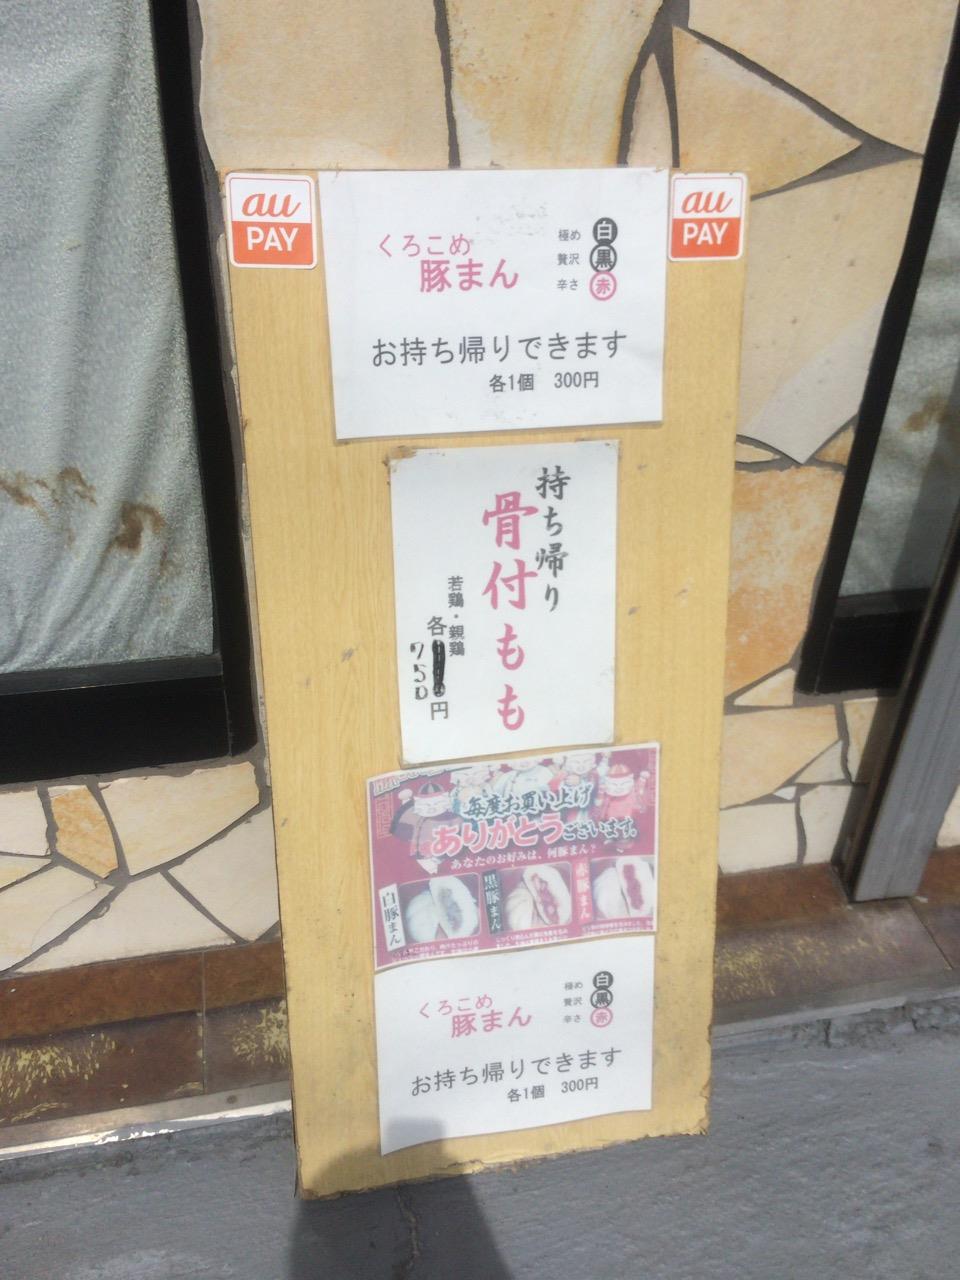 au
PAY
au
PAY
くろこめ
豚まん
極め 白
贅沢 黒
辛さ 赤
お持ち帰りできます
各1個 300円
持ち帰り
骨付もも
若鶏・親鶏
各
円
750
毎度お買い上げ
ありがとうございます。
あなたのお好みは、何豚まん?
白豚まん
黒豚まん
赤豚まん
くろこめ
豚まん
極め 白
贅沢 黒
辛さ 赤
お持ち帰りできます
各1個 300円